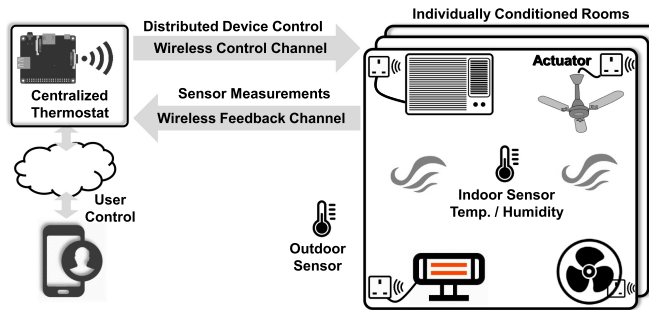 Individually Conditioned Rooms
Distributed Device Control
Wireless Control Channel
Centralized
Thermostat
Sensor Measurements
Wireless Feedback Channel
Actuator
User
Control
Indoor Sensor
Temp. / Humidity
Outdoor
Sensor